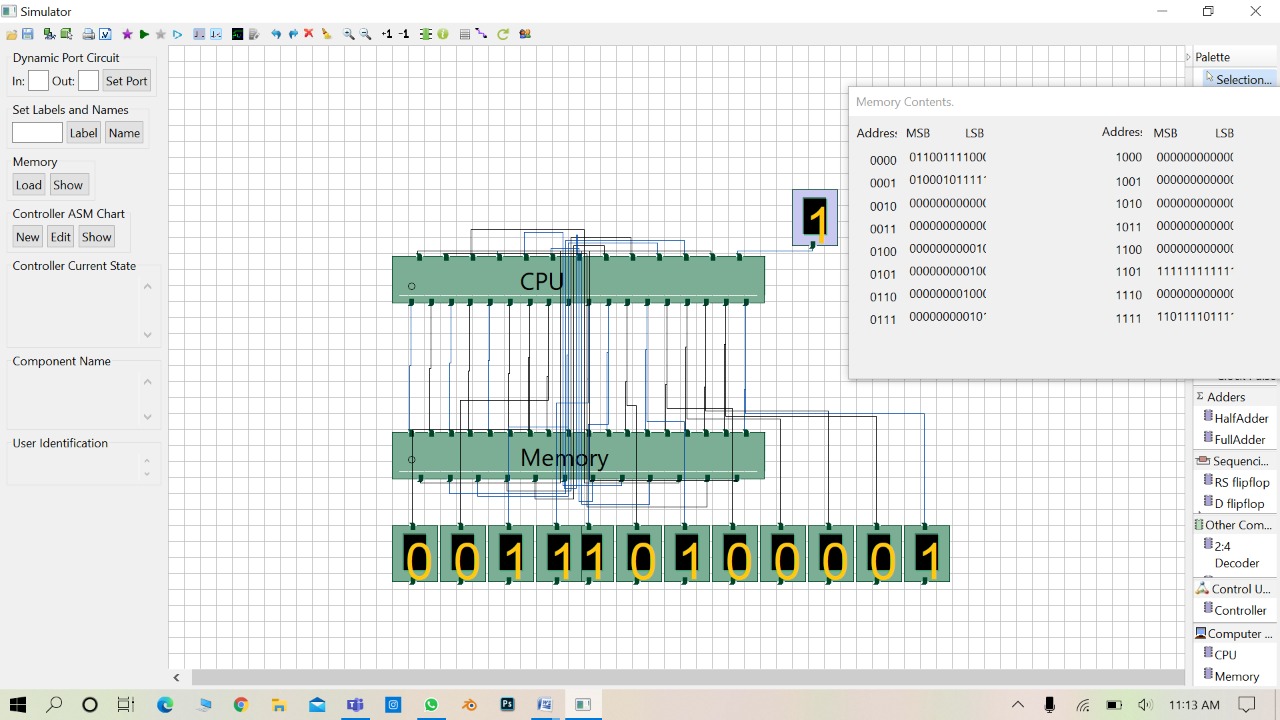 Simulator
Dynamic Port Circuit
In: Out: Set Port
Set Labels and Names
Label Name
Memory
Load Show
Controller ASM Chart
New Edit Show
Controller Current State
Component Name
User Identification
+1 -1
CPU
Memory
0 0 1 1 1 0 1 0 0 0 0 1
1
Palette
Selection...
Memory Contents.
Address MSB LSB Address MSB LSB
0000 01100111100 1000 00000000000
0001 01000101111 1001 00000000000
0010 00000000000 1010 00000000000
0011 00000000000 1011 00000000000
0100 00000000010 1100 00000000000
0101 00000000010 1101 11111111111
0110 00000000100 1110 00000000000
0111 00000000010 1111 11011110111
Adders
HalfAdder
FullAdder
Sequenci...
RS flipflop
D flipflop
Other Com...
2:4
Decoder
Control U...
Controller
Computer ...
CPU
Memory
11:13 AM